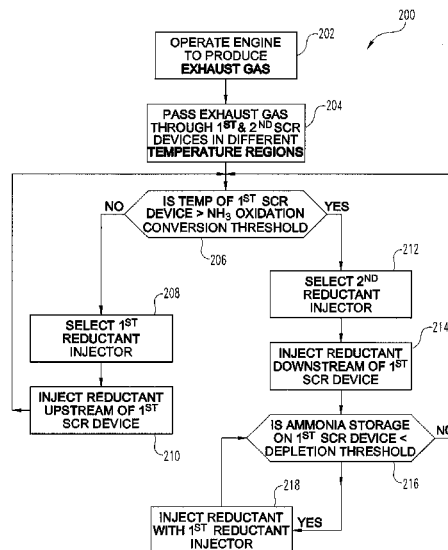 200
202
OPERATE ENGINE
TO PRODUCE
EXHAUST GAS
204
PASS EXHAUST GAS
THROUGH 1ST & 2ND SCR
DEVICES IN DIFFERENT
TEMPERATURE REGIONS
NO
IS TEMP OF 1ST SCR
DEVICE > NH3 OXIDATION
CONVERSION THRESHOLD
YES
206
212
SELECT 2ND
REDUCTANT
INJECTOR
208
SELECT 1ST
REDUCTANT
INJECTOR
214
INJECT REDUCTANT
DOWNSTREAM OF 1ST
SCR DEVICE
INJECT REDUCTANT
UPSTREAM OF 1ST
SCR DEVICE
210
IS AMMONIA STORAGE
ON 1ST SCR DEVICE <
DEPLETION THRESHOLD
NO
216
218
INJECT REDUCTANT
WITH 1ST REDUCTANT
INJECTOR
YES